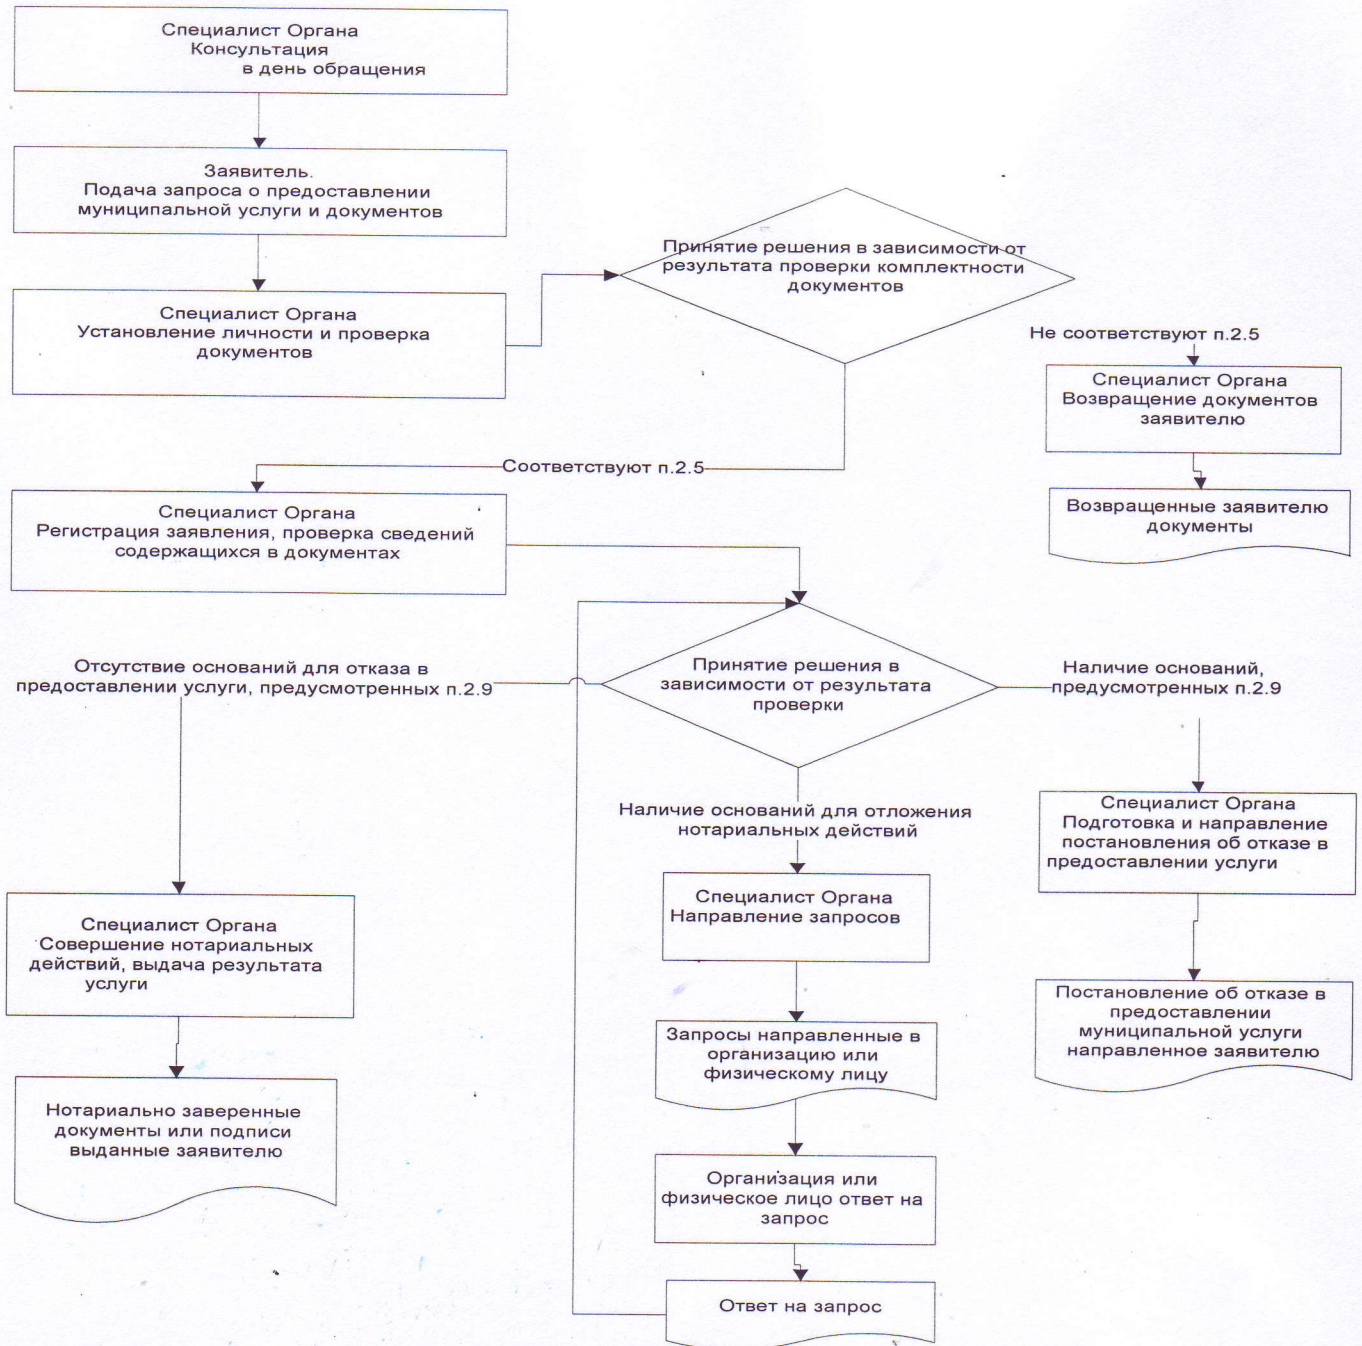 Специалист Органа
Консультация
в день обращения
Заявитель.
Подача запроса о предоставлении
муниципальной услуги и документов
Специалист Органа
Установление личности и проверка
документов
Принятие решения в зависимости от
результата проверки комплектности
документов
Не соответствуют п.2.5
Специалист Органа
Возвращение документов
заявителю
Возвращенные заявителю
документы
Соответствуют п.2.5
Специалист Органа
Регистрация заявления, проверка сведений
содержащихся в документах
Принятие решения в
зависимости от результата
проверки
Отсутствие оснований для отказа в
предоставлении услуги, предусмотренных п.2.9
Наличие оснований,
предусмотренных п.2.9
Наличие оснований для отложения
нотариальных действий
Специалист Органа
Подготовка и направление
постановления об отказе в
предоставлении услуги
Специалист Органа
Направление запросов
Специалист Органа
Совершение нотариальных
действий, выдача результата
услуги
Постановление об отказе в
предоставлении
муниципальной услуги
направленное заявителю
Запросы направленные в
организацию или
физическому лицу
Нотариально заверенные
документы или подписи
выданные заявителю
Организация или
физическое лицо ответ на
запрос
Ответ на запрос